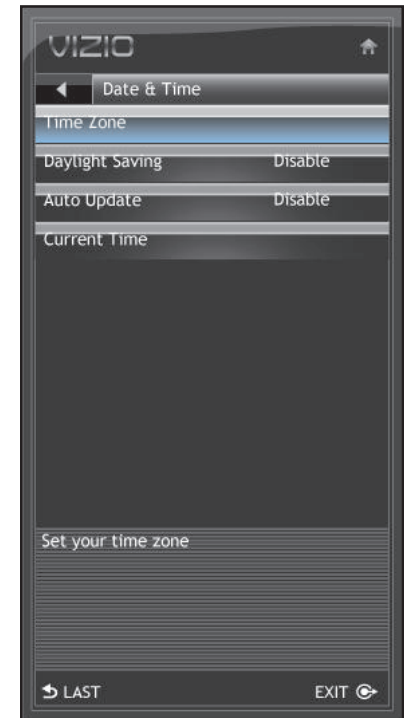 VIZIO
Date & Time
Time Zone
Daylight Saving Disable
Auto Update Disable
Current Time
Set your time zone
LAST EXIT